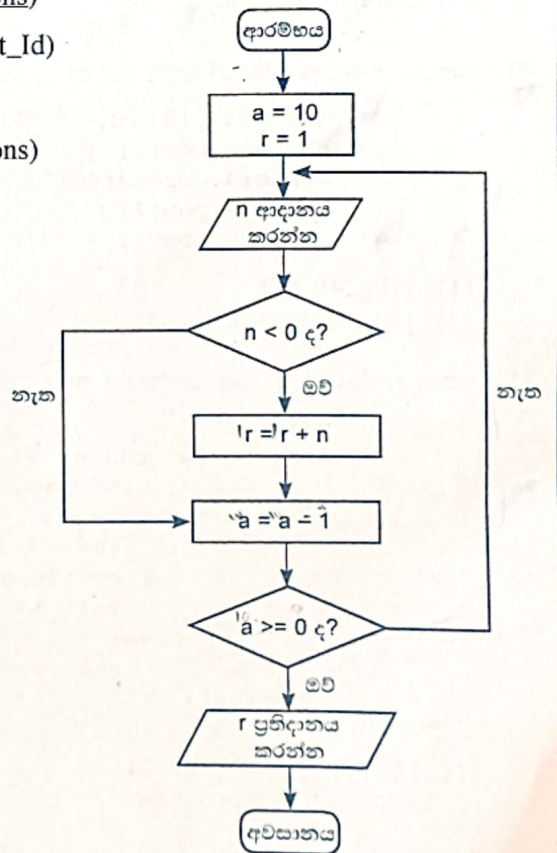 ns)
t_Id)
ons)
ආරම්භය
a = 10
r = 1
n ආදානය
කරන්න
n < 0 ද?
නැත
ඔව්
නැත
r = r + n
a = a - 1
a >= 0 ද?
ඔව්
r ප්‍රතිදානය
කරන්න
අවසානය